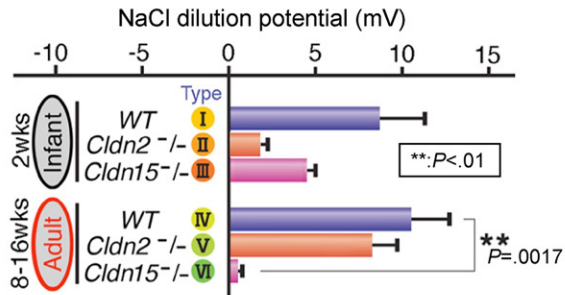 NaCl dilution potential (mV)
-10 -5 0 5 10 15
Type
2wks
Infant
WT I
Cldn2⁻/- II
Cldn15⁻/- III
**:P<.01
8-16wks
Adult
WT IV
Cldn2⁻/- V
Cldn15⁻/- VI
**
P=.0017